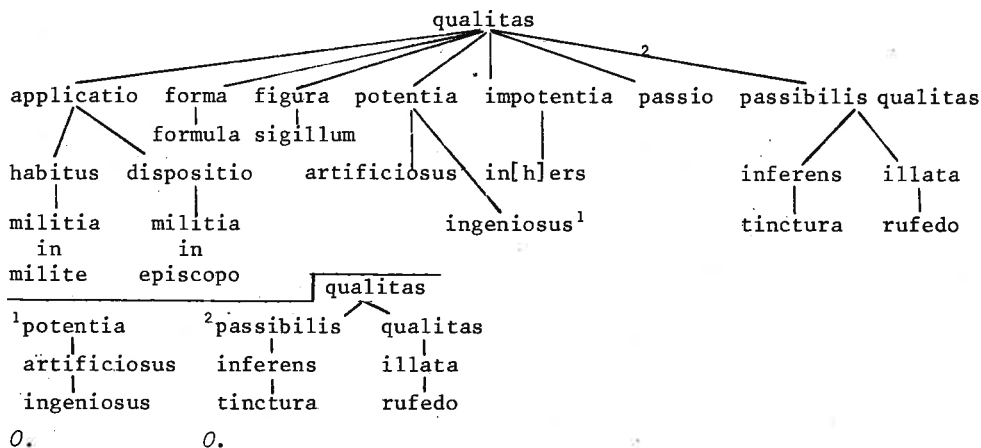 qualitas
2
applicatio forma figura potentia impotentia passio passibilis qualitas
formula sigillum
habitus dispositio artificiosus in[h]ers inferens illata
militia militia ingeniosus¹ tinctura rufedo
in in
milite episcopo
qualitas
¹potentia ²passibilis qualitas
artificiosus inferens illata
ingeniosus tinctura rufedo
O. O.